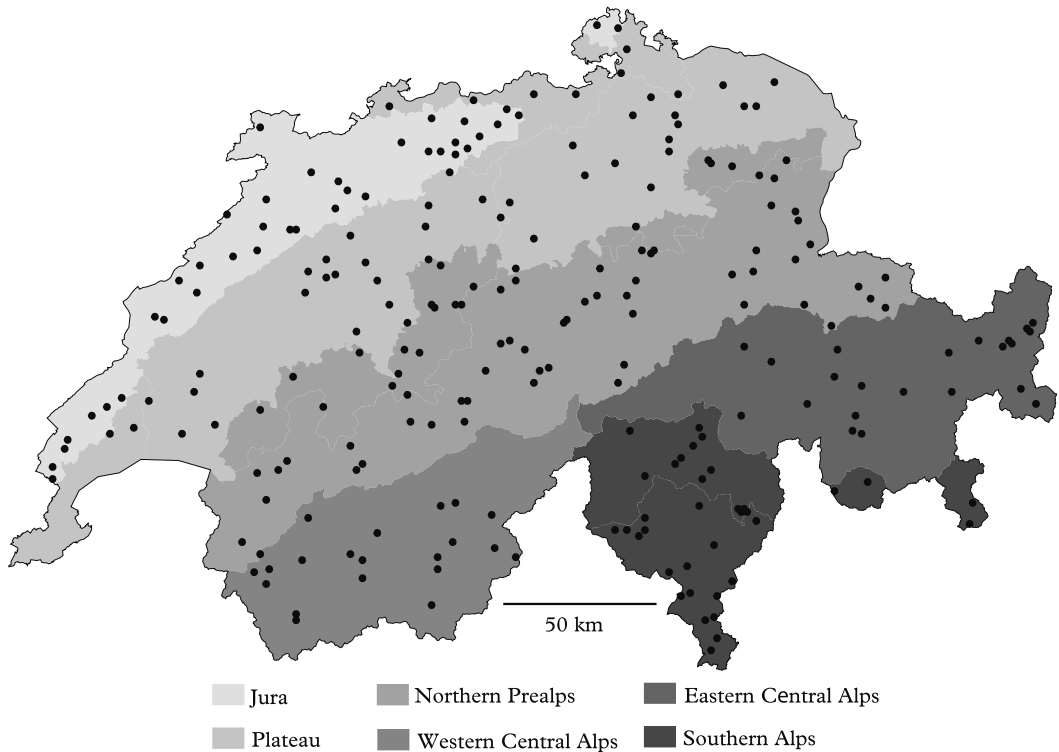 50 km
Jura
Northern Prealps
Eastern Central Alps
Plateau
Western Central Alps
Southern Alps